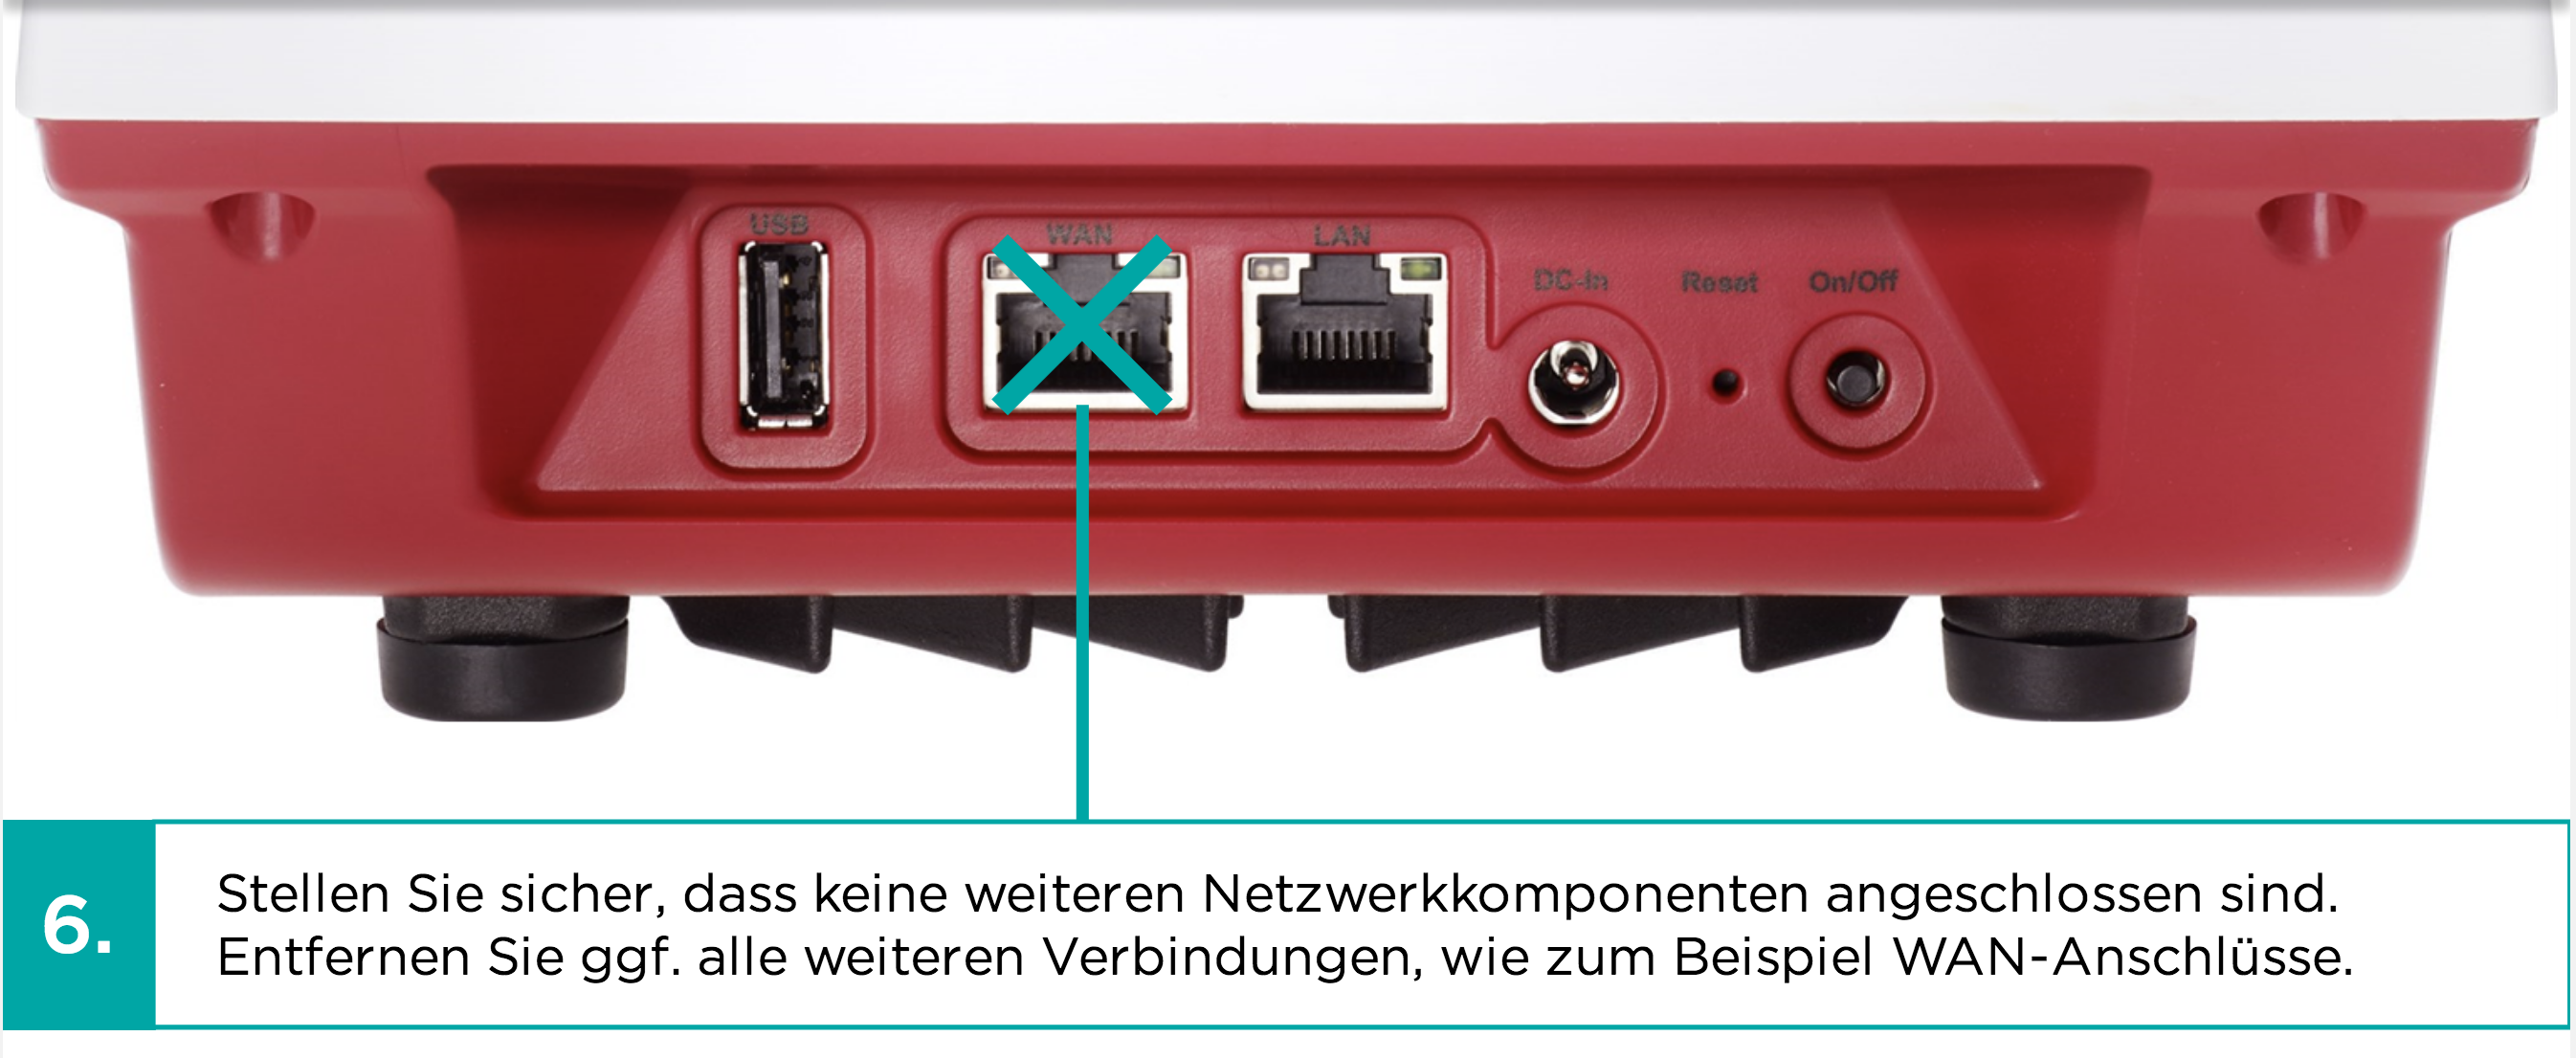 USB
WAN
LAN
DC-In
Reset
On/Off
6.
Stellen Sie sicher, dass keine weiteren Netzwerkkomponenten angeschlossen sind.
Entfernen Sie ggf. alle weiteren Verbindungen, wie zum Beispiel WAN-Anschlüsse.